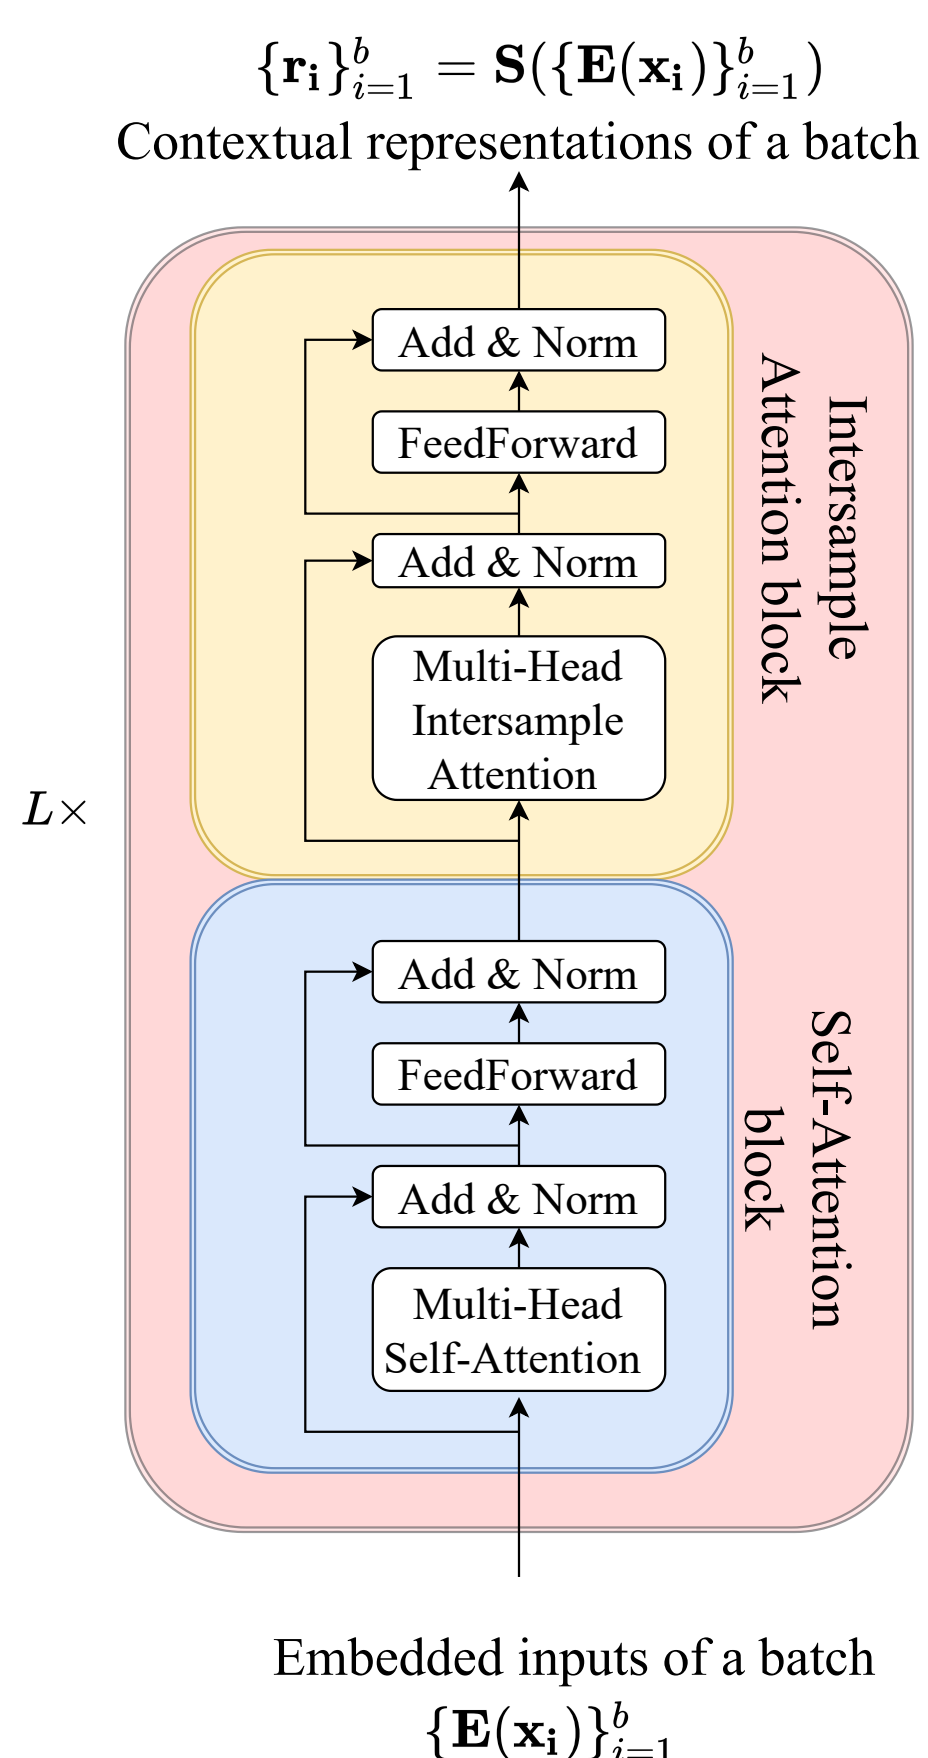 {r_i}_{i=1}^b = S({E(x_i)}_{i=1}^b)
Contextual representations of a batch
Add & Norm
FeedForward
Add & Norm
Multi-Head
Intersample
Attention
Intersample
Attention block
L×
Add & Norm
FeedForward
Add & Norm
Multi-Head
Self-Attention
Self-Attention
block
Embedded inputs of a batch
{E(x_i)}_{i=1}^b